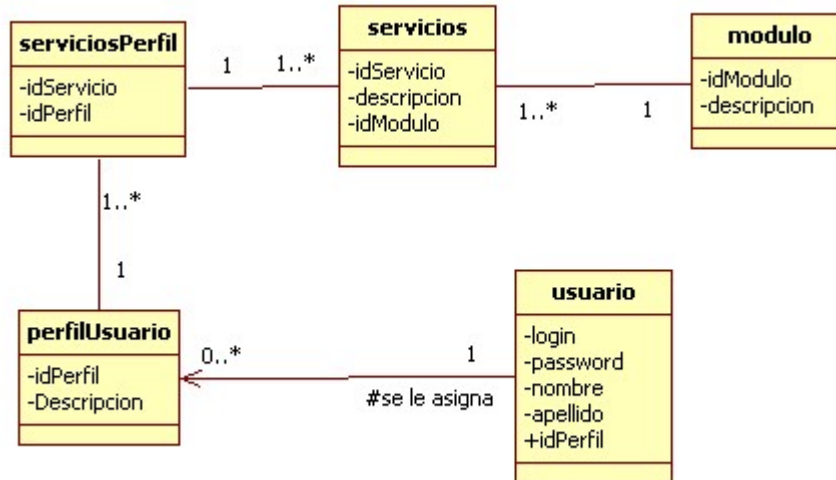 serviciosPerfil
-idServicio
-idPerfil
1
1..*
servicios
-idServicio
-descripcion
-idModulo
1..*
1
modulo
-idModulo
-descripcion
1..*
1
perfilUsuario
-idPerfil
-Descripcion
0..*
1
#se le asigna
usuario
-login
-password
-nombre
-apellido
+idPerfil